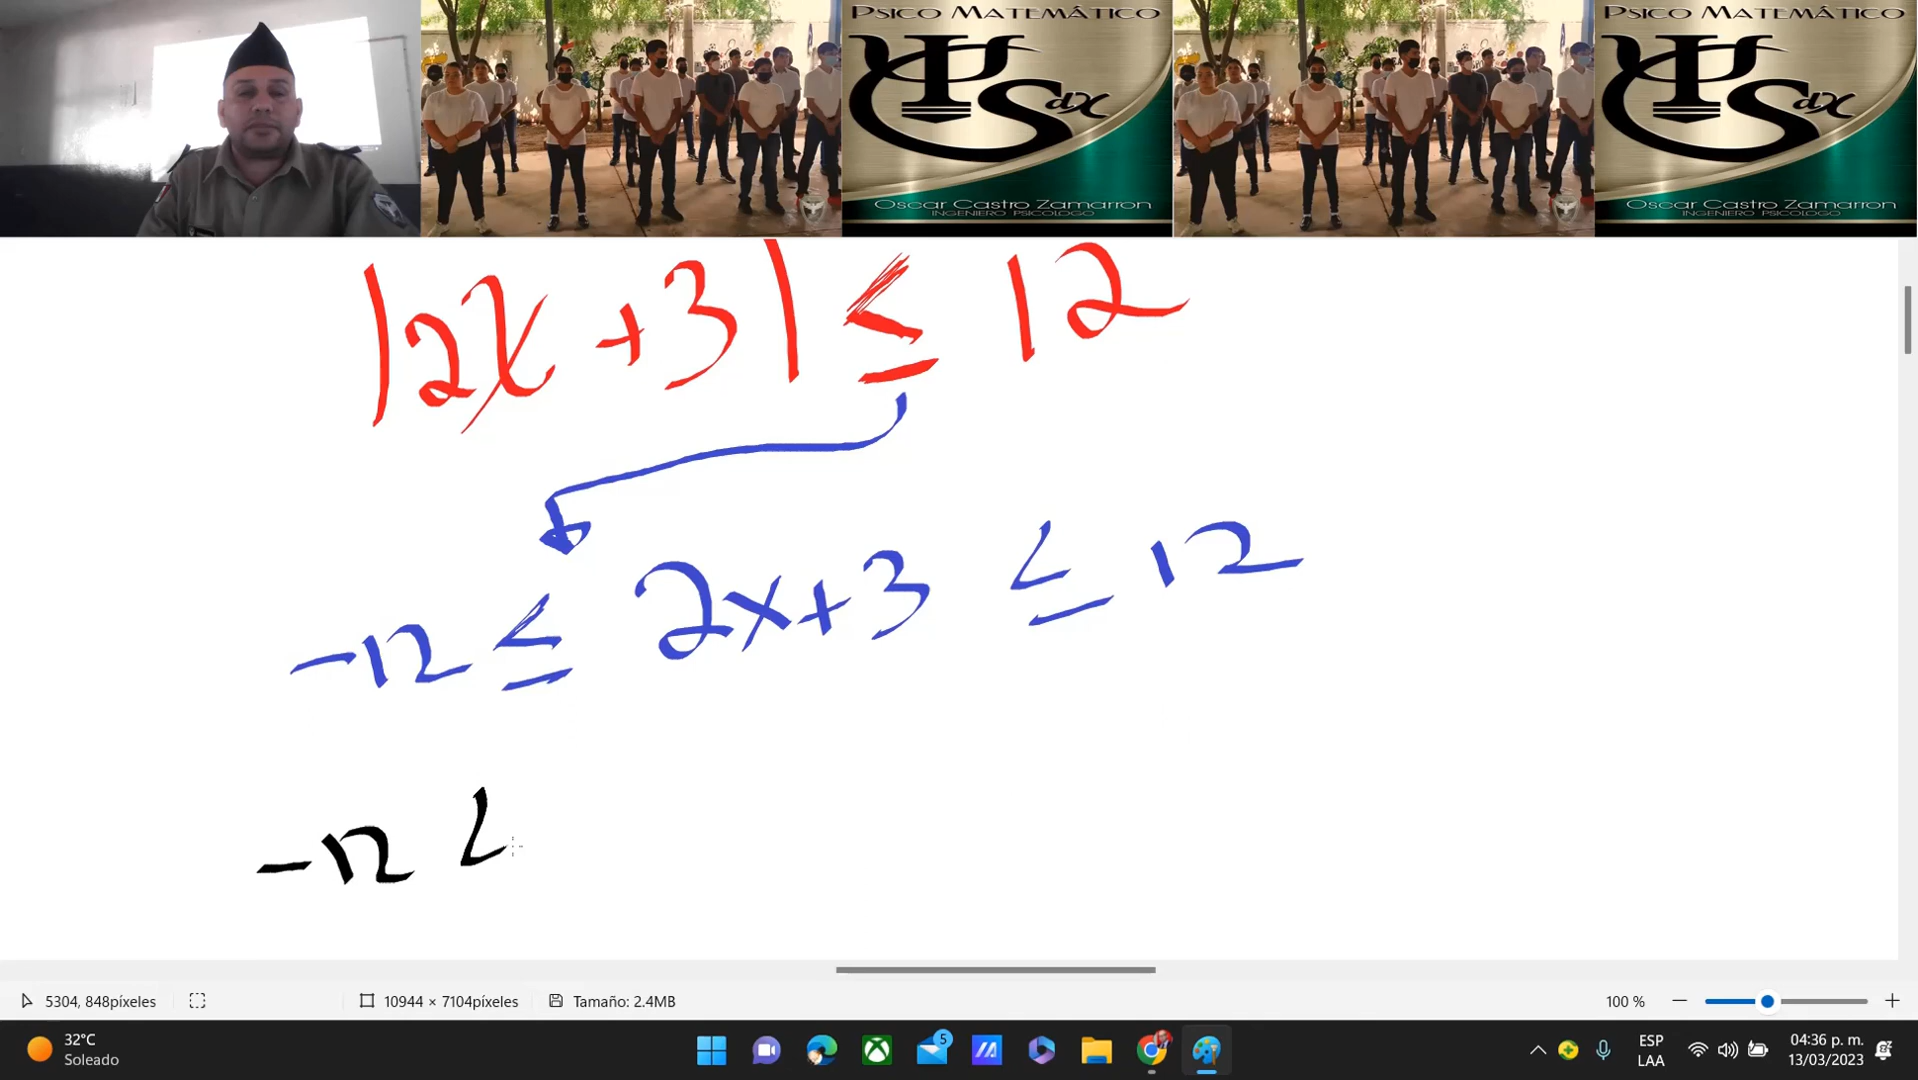 PSICO MATEMÁTICO
PSICO MATEMÁTICO
Oscar Castro Zamarron
INGENIERO PSICOLOGO
Oscar Castro Zamarron
INGENIERO PSICOLOGO
|2x + 3| ≤ 12
-12 ≤ 2x+3 ≤ 12
-12 <
5304, 848píxeles
10944 × 7104píxeles
Tamaño: 2.4MB
100 %
32°C
Soleado
5
ESP
LAA
04:36 p. m.
13/03/2023